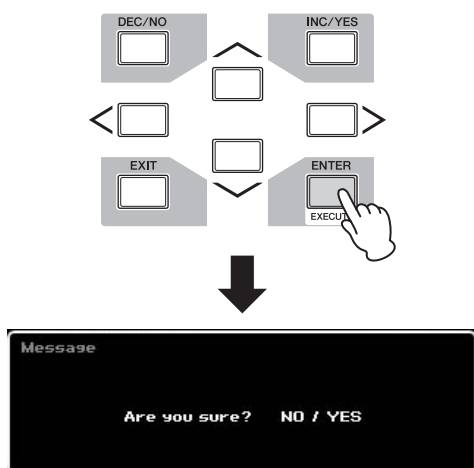 DEC/NO INC/YES
EXIT ENTER
Message
Are you sure? NO / YES